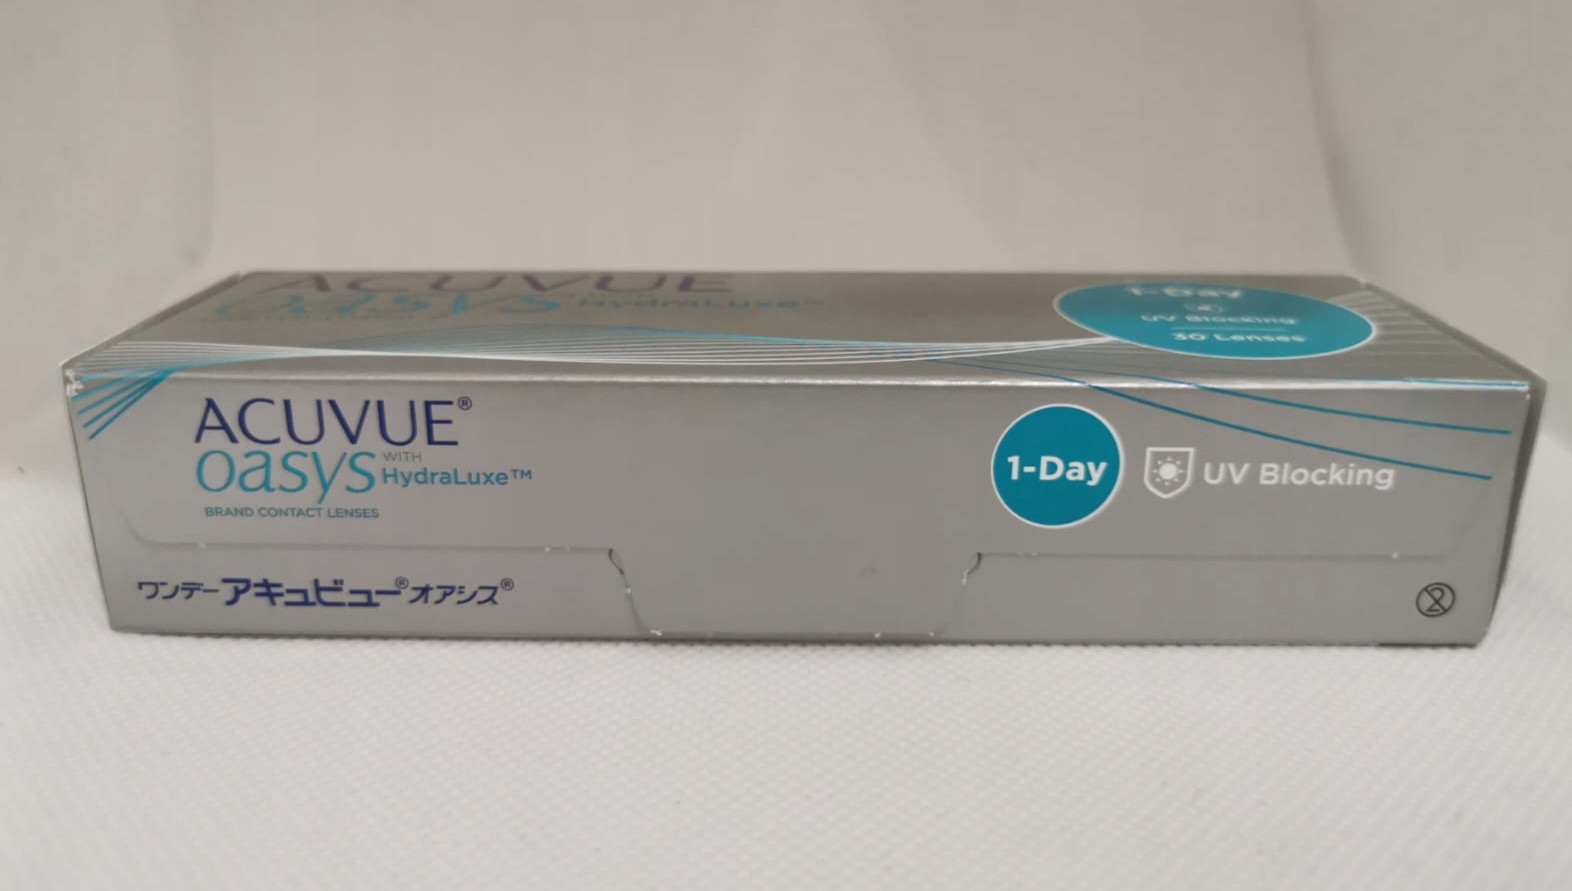 ACUVUE
oasys HydraLuxe™
1-Day
UV Blocking
30 Lenses
ACUVUE®
oasys WITH HydraLuxe™
BRAND CONTACT LENSES
1-Day
UV Blocking
ワンデー アキュビュー® オアシス®
2